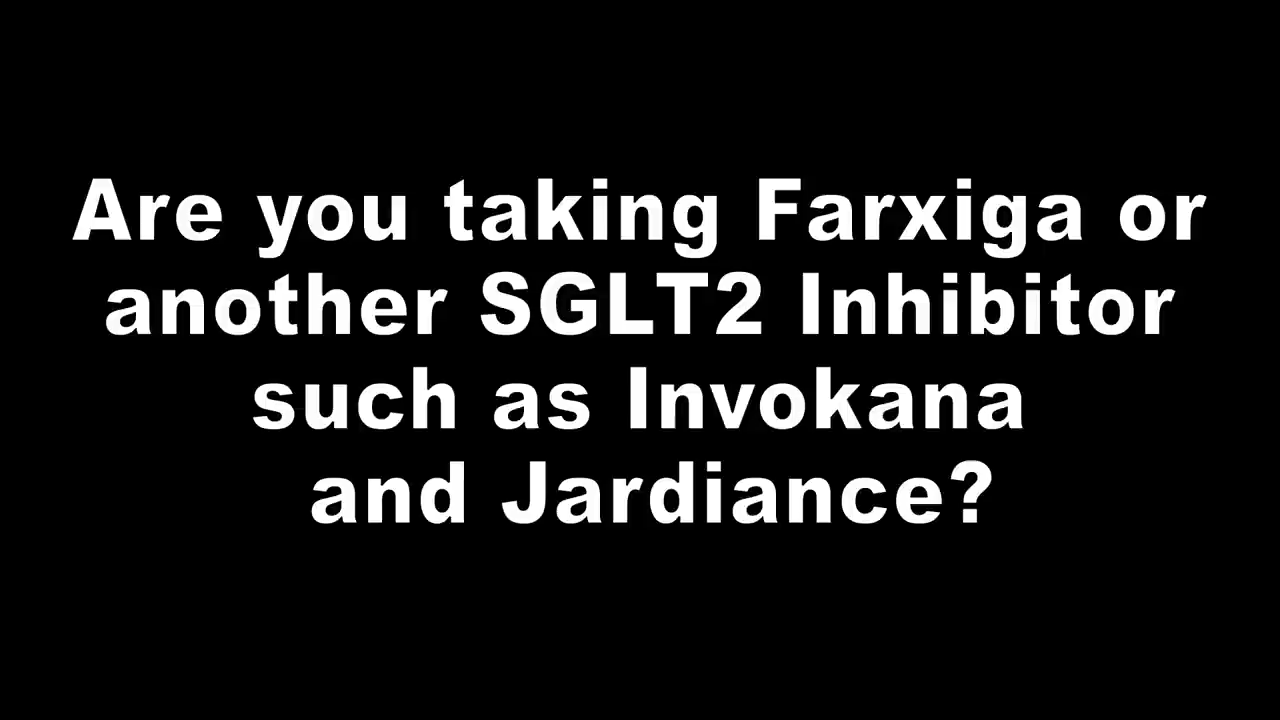 Are you taking Farxiga or
another SGLT2 Inhibitor
such as Invokana
and Jardiance?